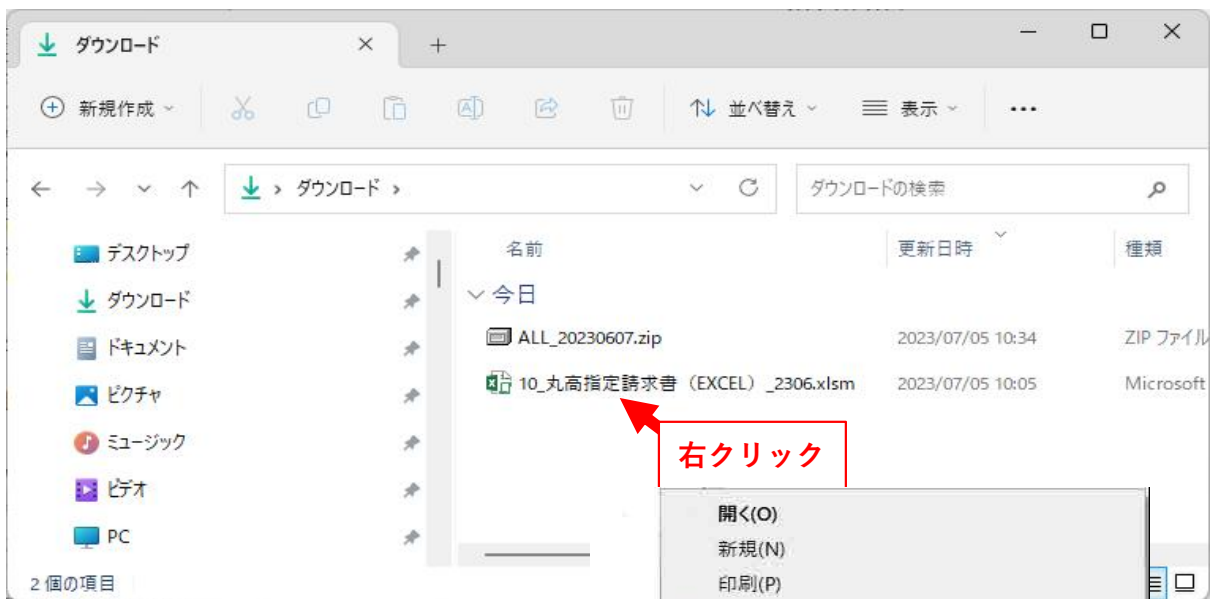 ダウンロード
新規作成
並べ替え
表示
ダウンロード
ダウンロードの検索
デスクトップ
ダウンロード
ドキュメント
ピクチャ
ミュージック
ビデオ
PC
名前 更新日時 種類
今日
ALL_20230607.zip 2023/07/05 10:34 ZIP ファイル
10_丸高指定請求書（EXCEL）_2306.xlsm 2023/07/05 10:05 Microsoft
右クリック
開く(O)
新規(N)
印刷(P)
2 個の項目